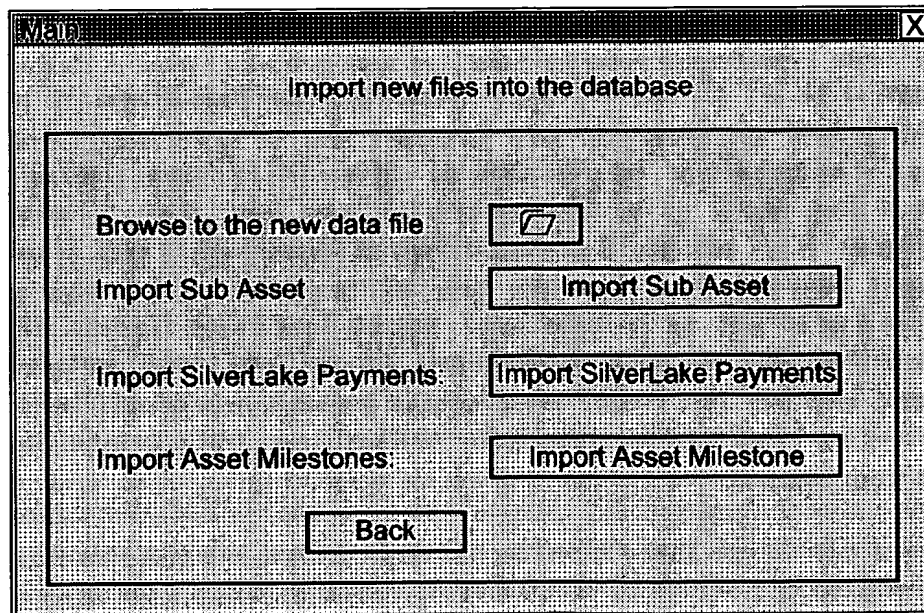 Main
X
Import new files into the database
Browse to the new data file
Import Sub Asset Import Sub Asset
Import SilverLake Payments: Import SilverLake Payments
Import Asset Milestones: Import Asset Milestone
Back